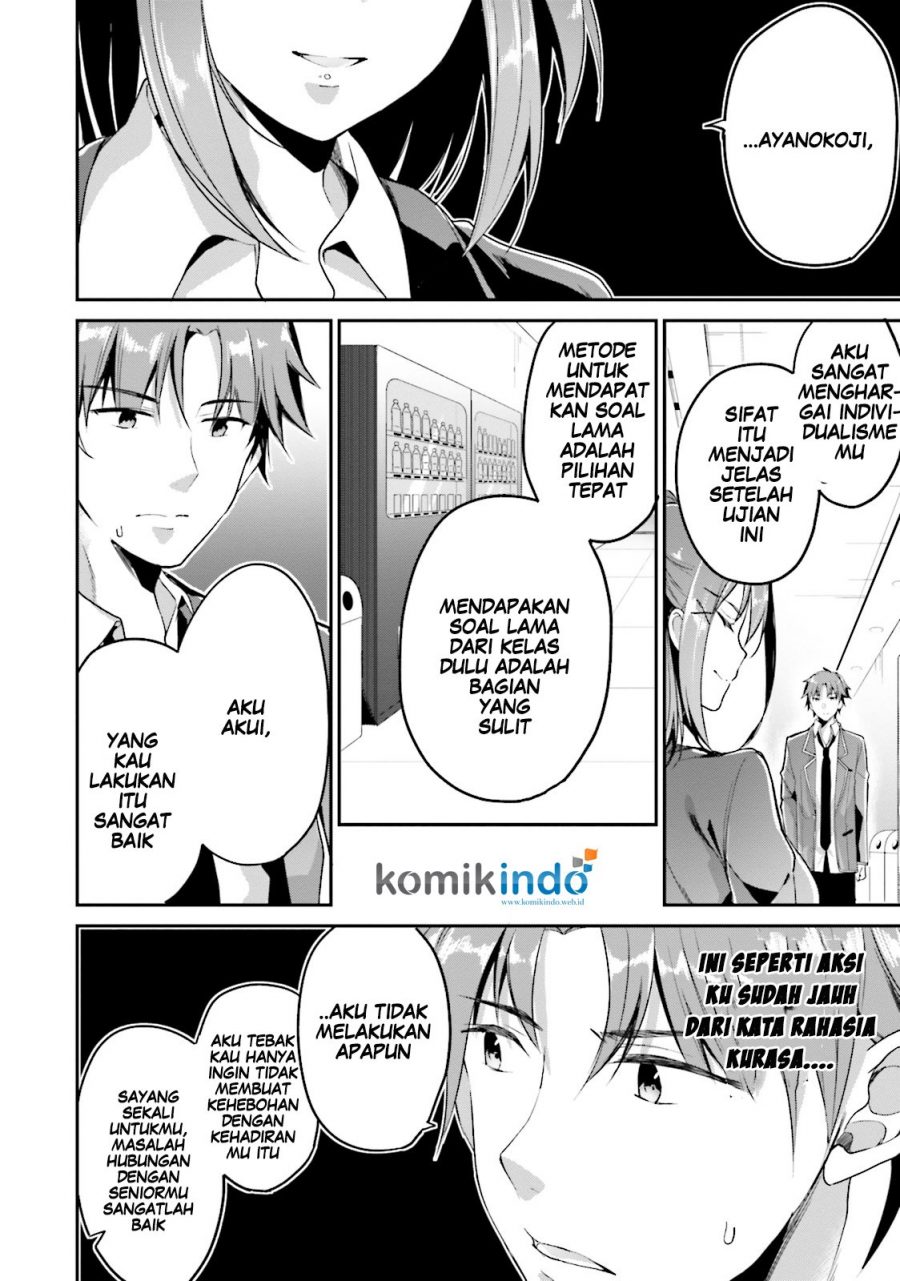 ...AYANOKOJI,
AKU
SANGAT
MENGHAR-
GAI INDIVI-
DUALISME
MU
SIFAT
ITU
MENJADI
JELAS
SETELAH
UJIAN
INI
METODE
UNTUK
MENDAPAT
KAN SOAL
LAMA
ADALAH
PILIHAN
TEPAT
MENDAPAKAN
SOAL LAMA
DARI KELAS
DULU ADALAH
BAGIAN
YANG
SULIT
AKU
AKUI,
YANG
KAU
LAKUKAN
ITU
SANGAT
BAIK
komikindo
www.komikindo.web.id
INI SEPERTI AKSI
KU SUDAH JAUH
DARI KATA RAHASIA
KURASA....
..AKU TIDAK
MELAKUKAN
APAPUN
AKU TEBAK
KAU HANYA
INGIN TIDAK
MEMBUAT
KEHEBOHAN
DENGAN
KEHADIRAN
MU ITU
SAYANG
SEKALI
UNTUKMU,
MASALAH
HUBUNGAN
DENGAN
SENIORMU
SANGATLAH
BAIK